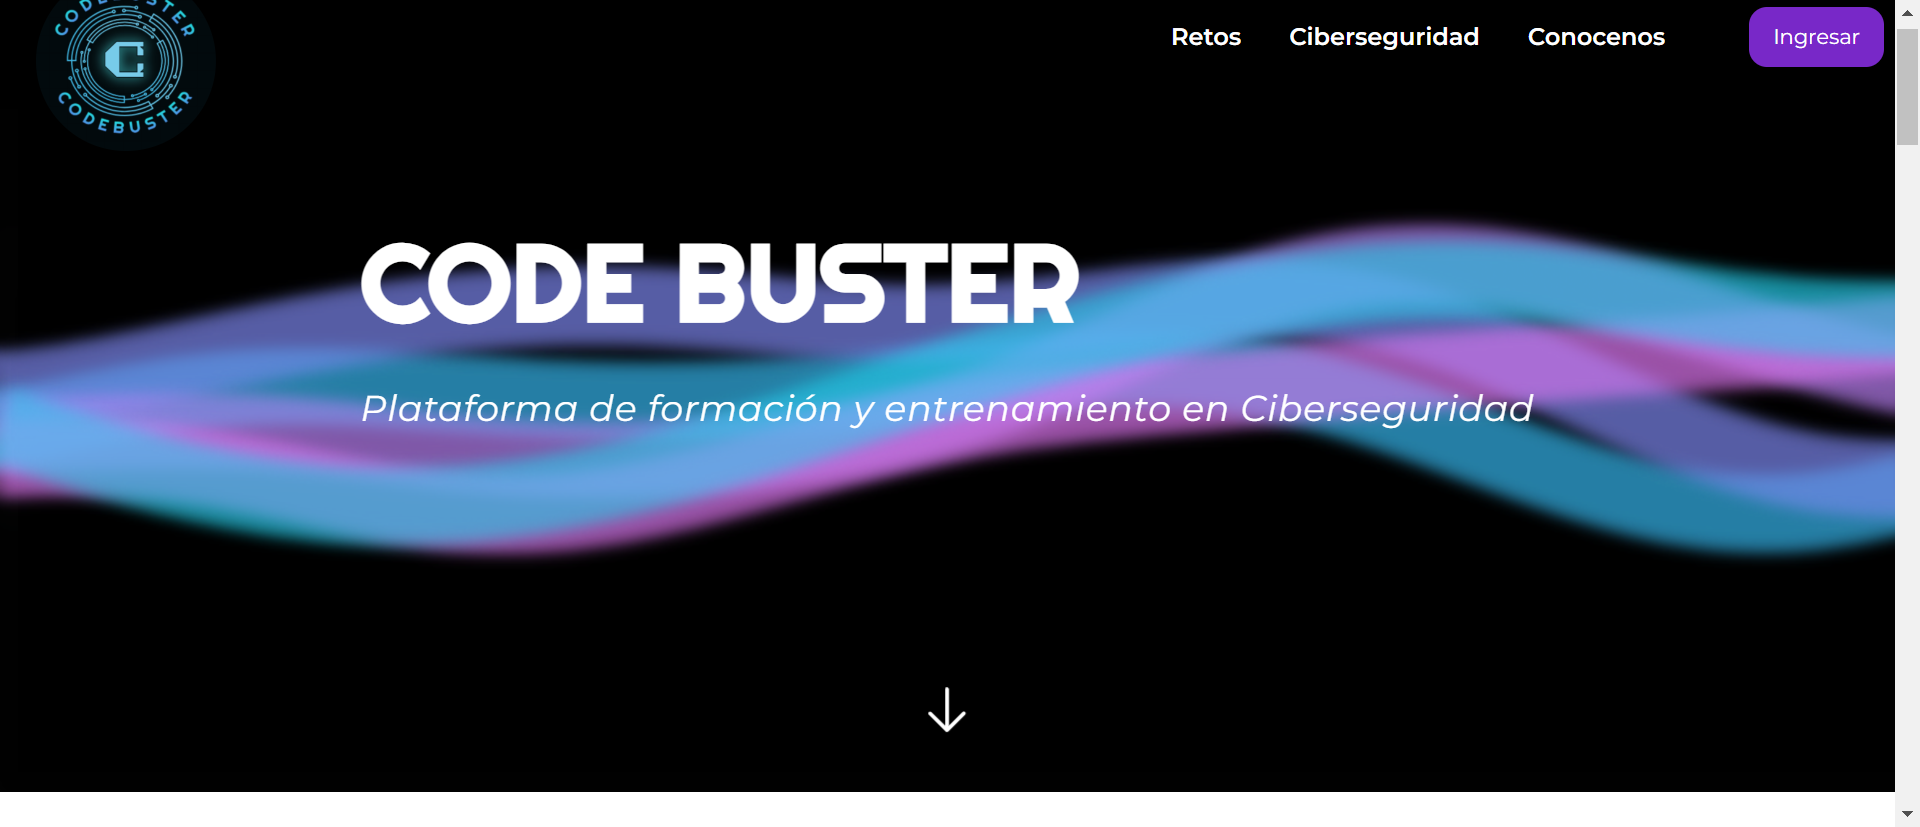 CODEBUSTER
C
CODEBUSTER
Retos Ciberseguridad Conocenos Ingresar
CODE BUSTER
Plataforma de formación y entrenamiento en Ciberseguridad